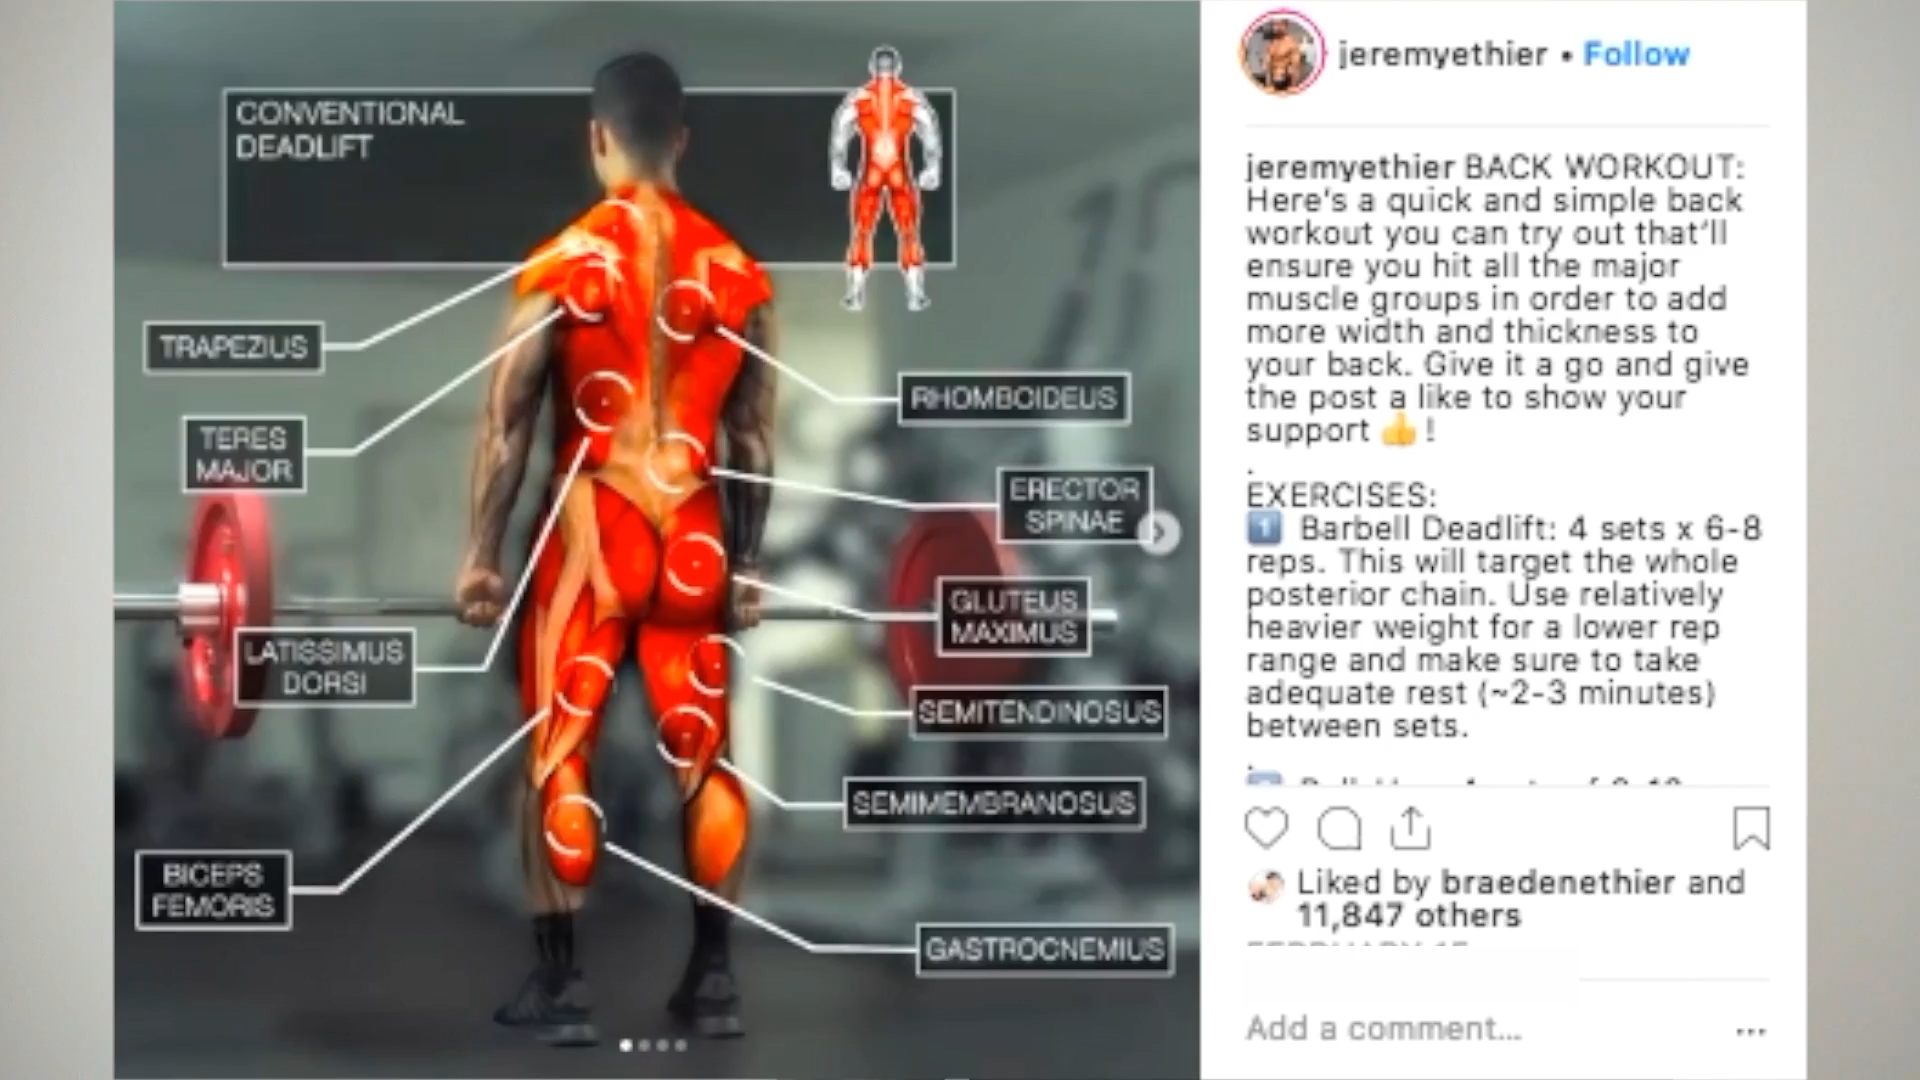 CONVENTIONAL
DEADLIFT
TRAPEZIUS
TERES
MAJOR
RHOMBOIDEUS
ERECTOR
SPINAE
GLUTEUS
MAXIMUS
LATISSIMUS
DORSI
SEMITENDINOSUS
SEMIMEMBRANOSUS
BICEPS
FEMORIS
GASTROCNEMIUS
jeremyethier • Follow
jeremyethier BACK WORKOUT:
Here's a quick and simple back
workout you can try out that'll
ensure you hit all the major
muscle groups in order to add
more width and thickness to
your back. Give it a go and give
the post a like to show your
support 👍 !
.
EXERCISES:
1️⃣ Barbell Deadlift: 4 sets x 6-8
reps. This will target the whole
posterior chain. Use relatively
heavier weight for a lower rep
range and make sure to take
adequate rest (~2-3 minutes)
between sets.
.
Liked by braedenethier and
11,847 others
Add a comment...